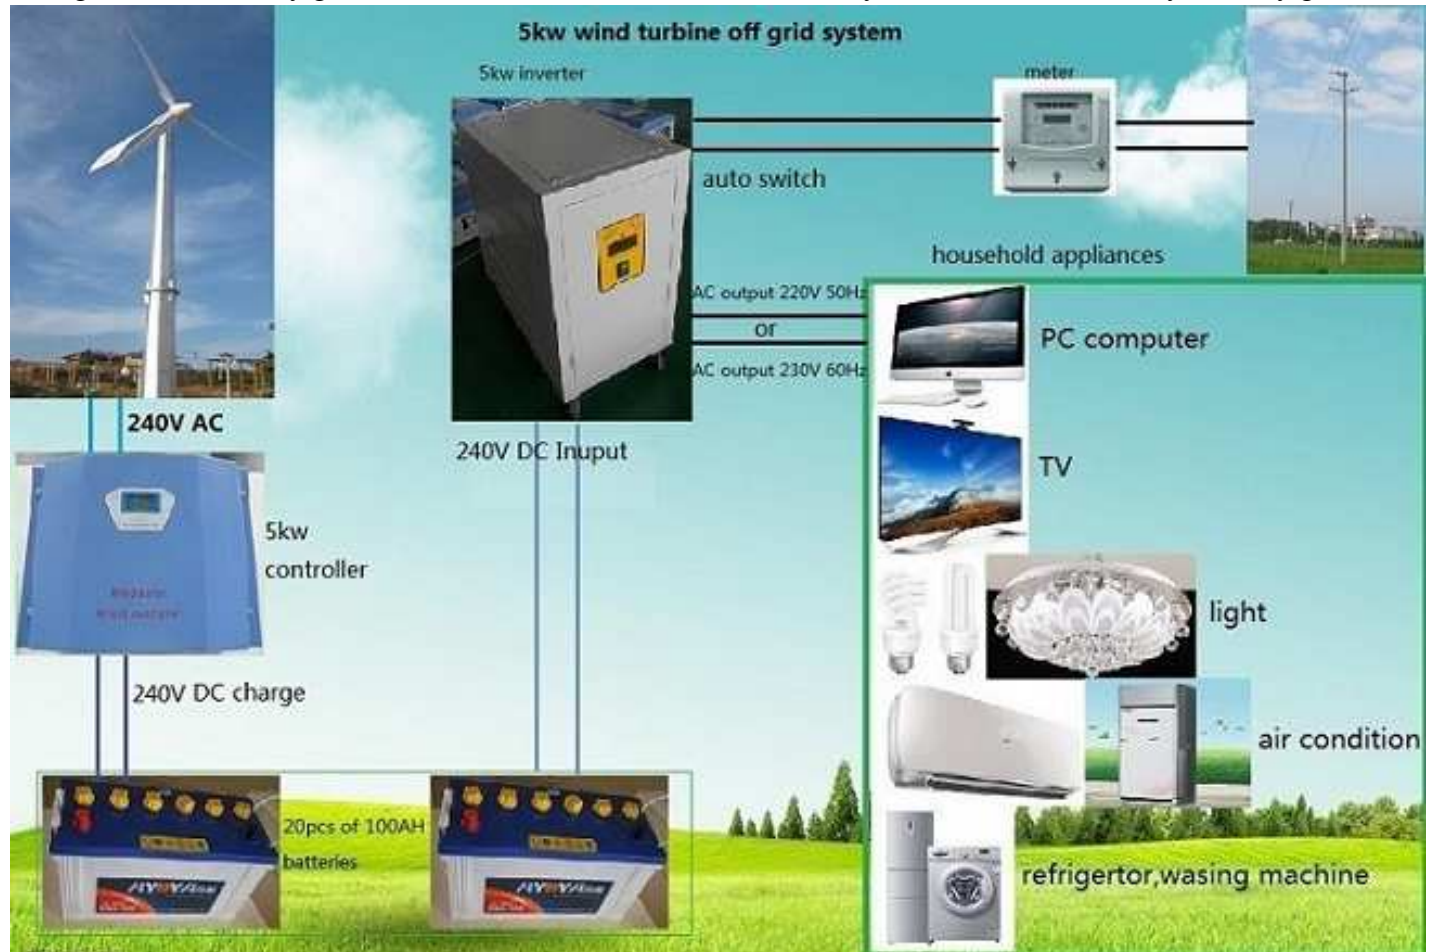 5kw wind turbine off grid system
5kw inverter
meter
auto switch
household appliances
AC output 220V 50Hz
or
AC output 230V 60Hz
PC computer
240V AC
240V DC Inuput
TV
5kw
controller
light
240V DC charge
air condition
20pcs of 100AH
batteries
refrigertor,wasing machine